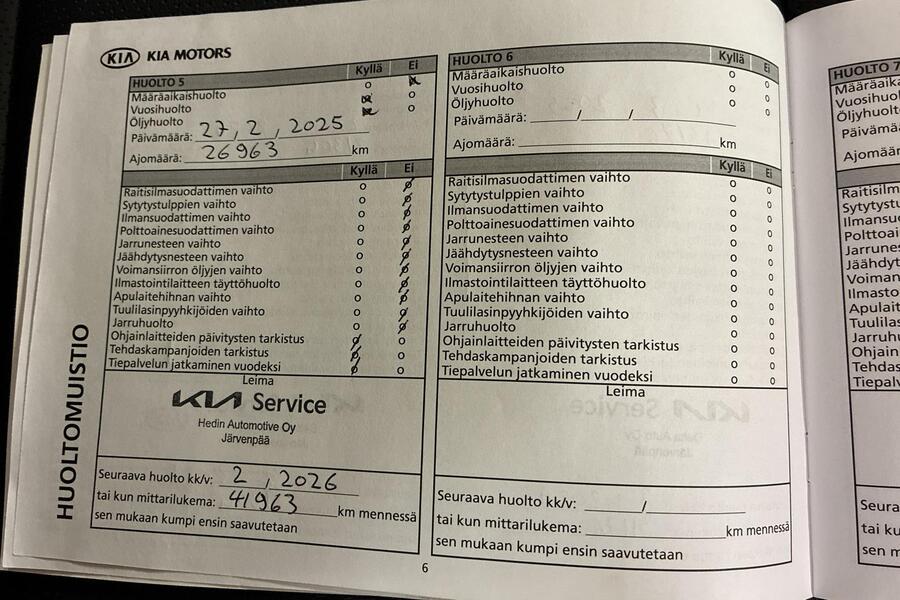 KIA KIA MOTORS
HUOLTO 5 Kyllä Ei
Määräaikaishuolto o
Vuosihuolto o
Öljyhuolto o
Päivämäärä: 27, 2, 2025
Ajomäärä: 26963 km
Kyllä Ei
Raitisilmasuodattimen vaihto o
Sytytystulppien vaihto o
Ilmansuodattimen vaihto o
Polttoainesuodattimen vaihto o
Jarrunesteen vaihto o
Jäähdytysnesteen vaihto o
Voimansiirron öljyjen vaihto o
Ilmastointilaitteen täyttöhuolto o
Apulaitehihnan vaihto o
Tuulilasinpyyhkijöiden vaihto o
Jarruhuolto o
Ohjainlaitteiden päivitysten tarkistus o
Tehdaskampanjoiden tarkistus o
Tiepalvelun jatkaminen vuodeksi o
Leima
KIA Service
Hedin Automotive Oy
Järvenpää
Seuraava huolto kk/v: 2, 2026
tai kun mittarilukema: 41963 km mennessä
sen mukaan kumpi ensin saavutetaan
HUOLTOMUISTIO
6
HUOLTO 6 Kyllä Ei
Määräaikaishuolto o o
Vuosihuolto o o
Öljyhuolto o o
Päivämäärä: / /
Ajomäärä: km
Kyllä Ei
Raitisilmasuodattimen vaihto o o
Sytytystulppien vaihto o o
Ilmansuodattimen vaihto o o
Polttoainesuodattimen vaihto o o
Jarrunesteen vaihto o o
Jäähdytysnesteen vaihto o o
Voimansiirron öljyjen vaihto o o
Ilmastointilaitteen täyttöhuolto o o
Apulaitehihnan vaihto o o
Tuulilasinpyyhkijöiden vaihto o o
Jarruhuolto o o
Ohjainlaitteiden päivitysten tarkistus o o
Tehdaskampanjoiden tarkistus o o
Tiepalvelun jatkaminen vuodeksi o o
Leima
Seuraava huolto kk/v: /
tai kun mittarilukema: km mennessä
sen mukaan kumpi ensin saavutetaan
HUOLTO 7